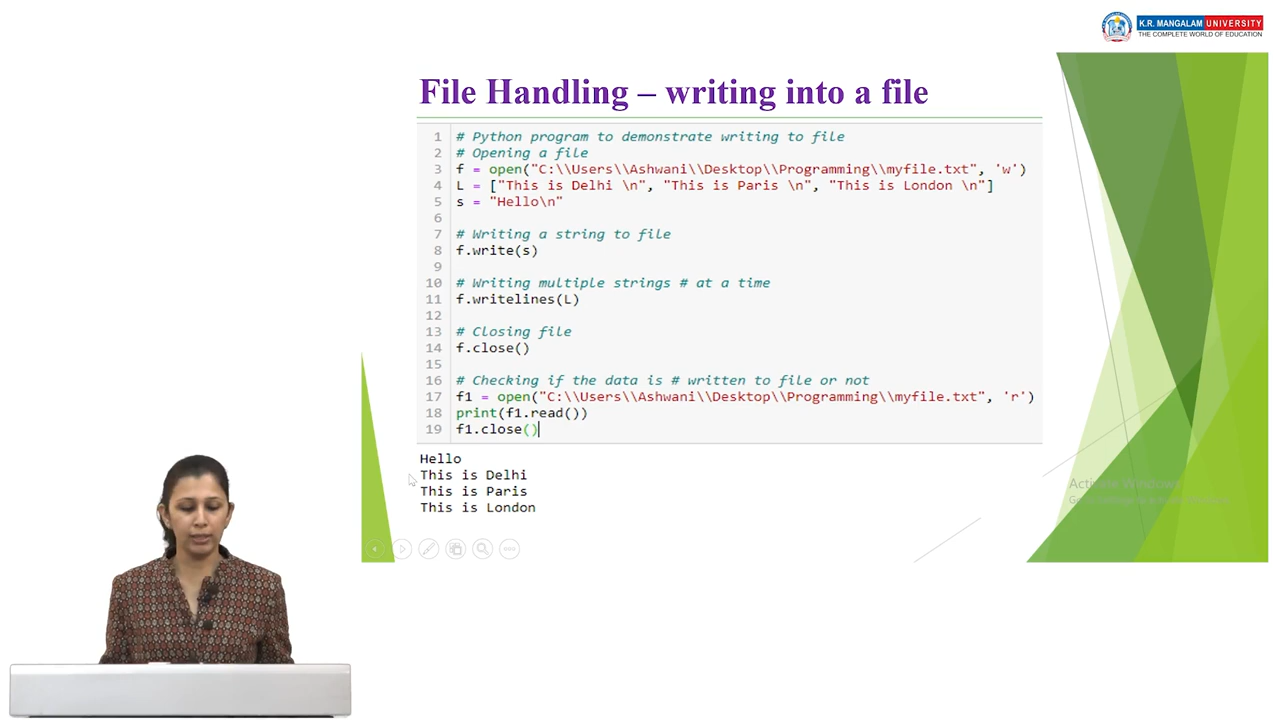 K.R. MANGALAM UNIVERSITY
THE COMPLETE WORLD OF EDUCATION
File Handling – writing into a file
1 # Python program to demonstrate writing to file
2 # Opening a file
3 f = open("C:\\Users\\Ashwani\\Desktop\\Programming\\myfile.txt", 'w')
4 L = ["This is Delhi \n", "This is Paris \n", "This is London \n"]
5 s = "Hello\n"
6
7 # Writing a string to file
8 f.write(s)
9
10 # Writing multiple strings # at a time
11 f.writelines(L)
12
13 # Closing file
14 f.close()
15
16 # Checking if the data is # written to file or not
17 f1 = open("C:\\Users\\Ashwani\\Desktop\\Programming\\myfile.txt", 'r')
18 print(f1.read())
19 f1.close()
Hello
This is Delhi
This is Paris
This is London
Activate Windows